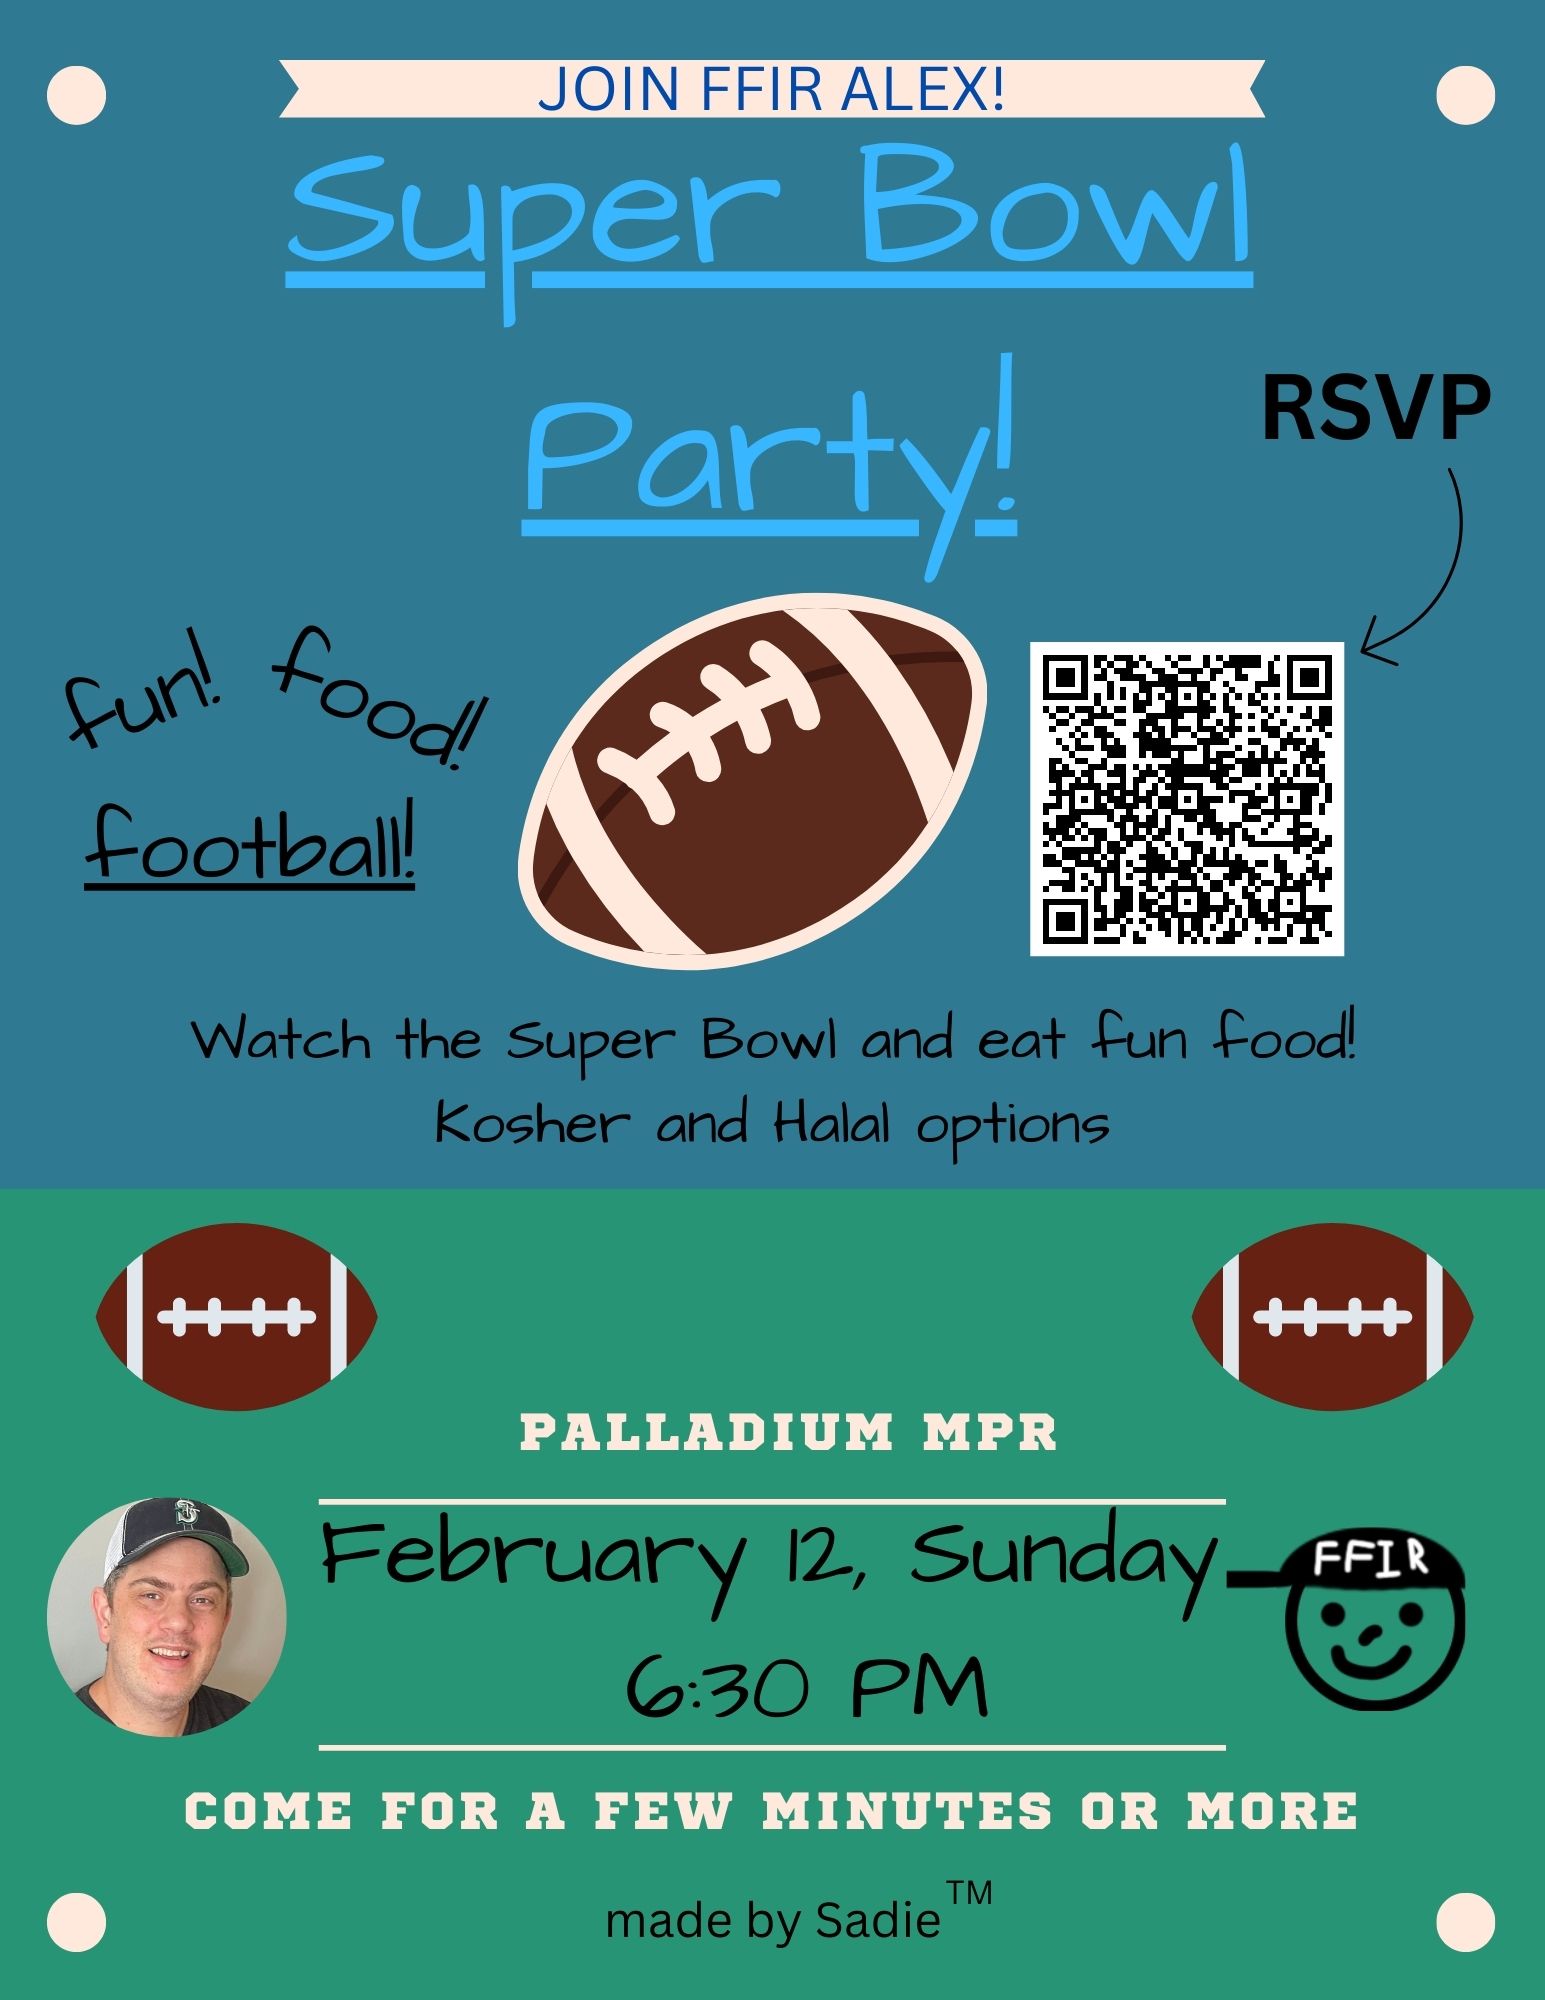 JOIN FFIR ALEX!
Super Bowl
Party!
RSVP
fun! food!
football!
Watch the Super Bowl and eat fun food!
Kosher and Halal options
PALLADIUM MPR
February 12, Sunday
FFIR
6:30 PM
COME FOR A FEW MINUTES OR MORE
made by Sadie™